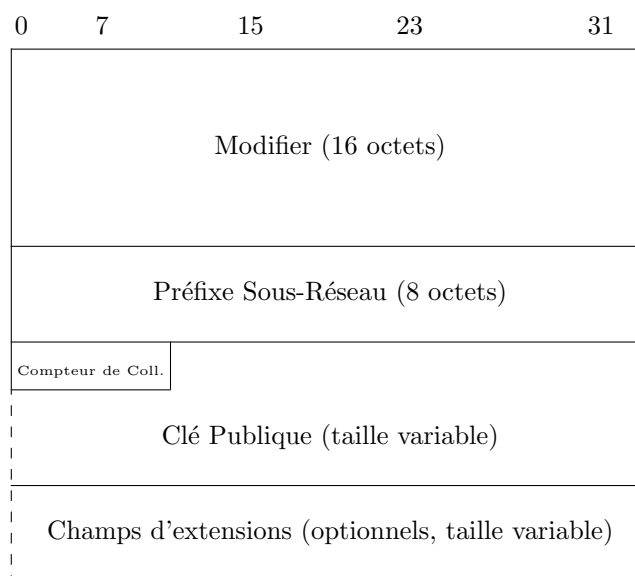 0 7 15 23 31
Modifier (16 octets)
Préfixe Sous-Réseau (8 octets)
Compteur de Coll.
Clé Publique (taille variable)
Champs d'extensions (optionnels, taille variable)